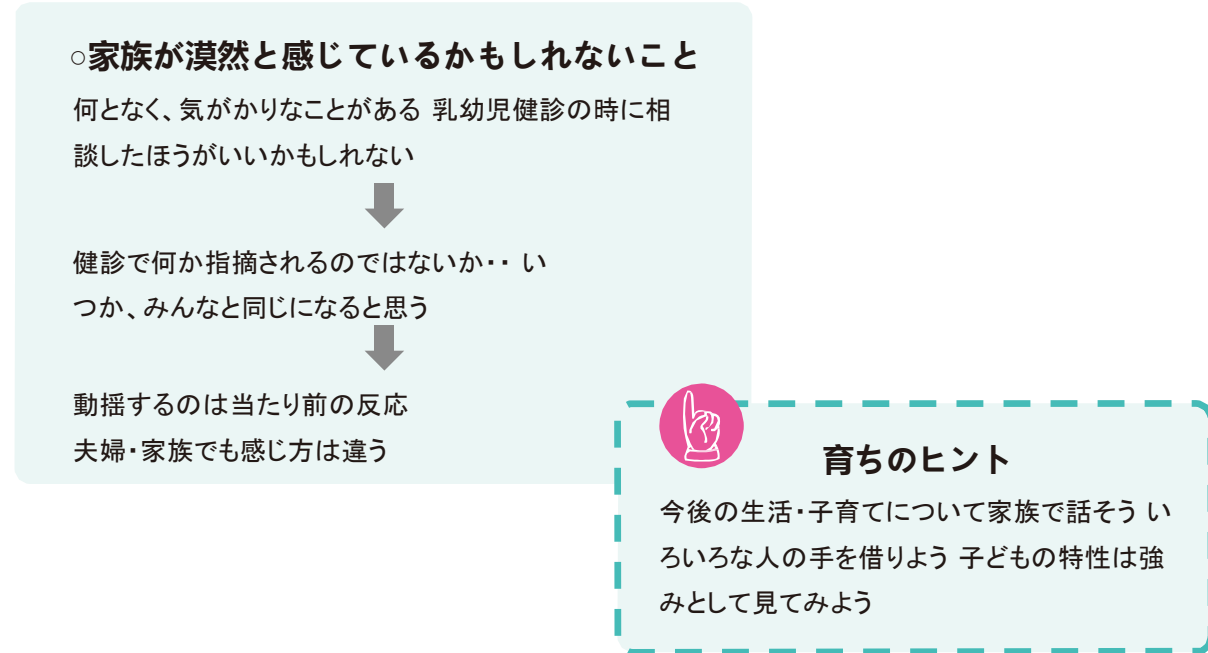 ○家族が漠然と感じているかもしれないこと
何となく、気がかりなことがある 乳幼児健診の時に相
談したほうがいいかもしれない
健診で何か指摘されるのではないか・・ い
つか、みんなと同じになると思う
動揺するのは当たり前の反応
夫婦・家族でも感じ方は違う
育ちのヒント
今後の生活・子育てについて家族で話そう い
ろいろな人の手を借りよう 子どもの特性は強
みとして見てみよう